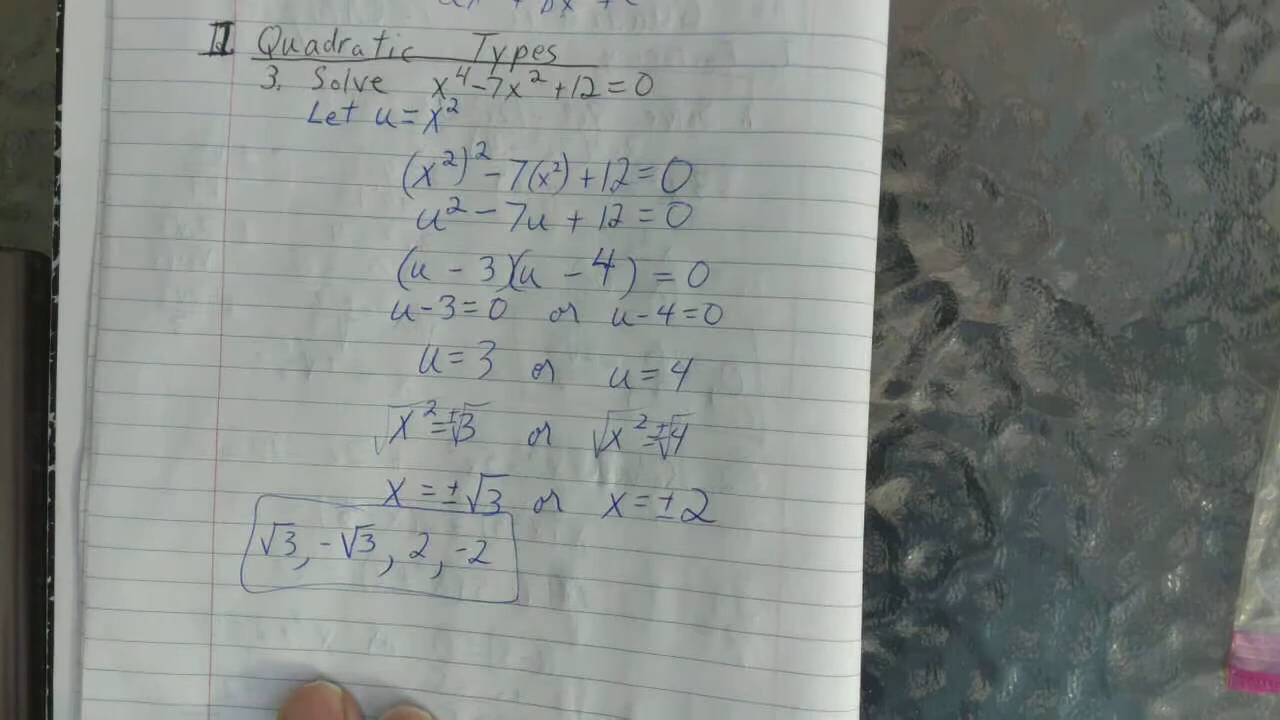 II Quadratic Types
3. Solve x⁴-7x²+12=0
Let u=x²
(x²)²-7(x²)+12=0
u²-7u+12=0
(u-3)(u-4)=0
u-3=0 or u-4=0
u=3 or u=4
√x²=±√3 or √x²=±√4
x=±√3 or x=±2
√3, -√3, 2, -2